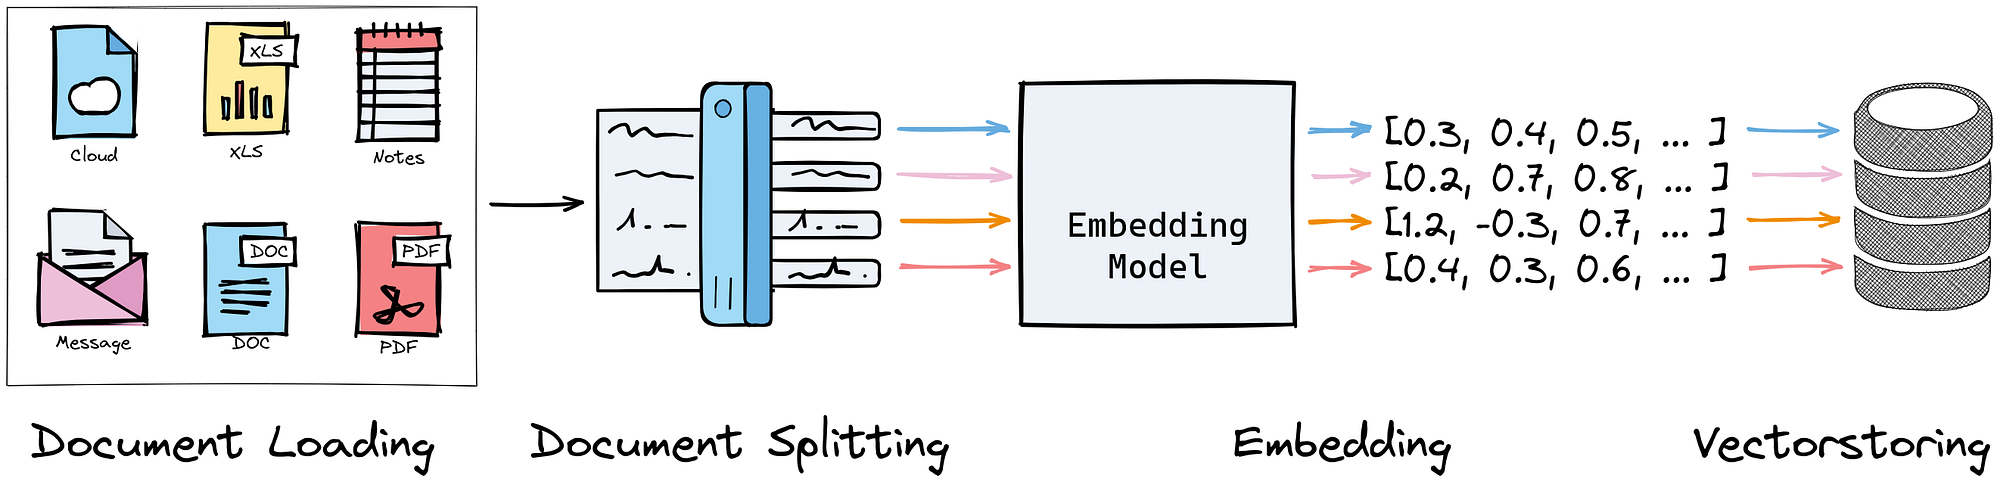 XLS
Cloud
XLS
Notes
DOC
PDF
Message
DOC
PDF
Embedding
Model
[0.3, 0.4, 0.5, ... ]
[0.2, 0.7, 0.8, ... ]
[1.2, -0.3, 0.7, ... ]
[0.4, 0.3, 0.6, ... ]
Document Loading
Document Splitting
Embedding
Vectorstoring